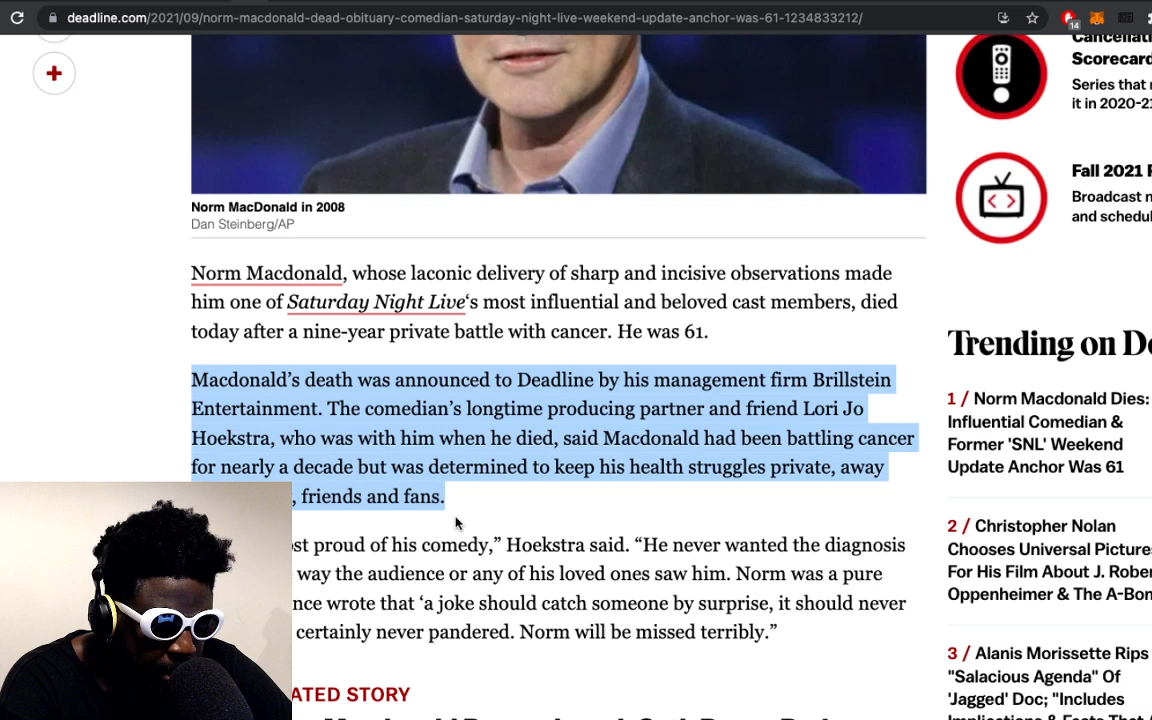 deadline.com/2021/09/norm-macdonald-dead-obituary-comedian-saturday-night-live-weekend-update-anchor-was-61-1234833212/
14
Norm MacDonald in 2008
Dan Steinberg/AP
Norm Macdonald, whose laconic delivery of sharp and incisive observations made
him one of Saturday Night Live‘s most influential and beloved cast members, died
today after a nine-year private battle with cancer. He was 61.
Macdonald’s death was announced to Deadline by his management firm Brillstein
Entertainment. The comedian’s longtime producing partner and friend Lori Jo
Hoekstra, who was with him when he died, said Macdonald had been battling cancer
for nearly a decade but was determined to keep his health struggles private, away
, friends and fans.
st proud of his comedy,” Hoekstra said. “He never wanted the diagnosis
way the audience or any of his loved ones saw him. Norm was a pure
nce wrote that ‘a joke should catch someone by surprise, it should never
certainly never pandered. Norm will be missed terribly.”
ATED STORY
Scorecard
Series that
it in 2020-21
Fall 2021
Broadcast
and
Trending on
1 / Norm Macdonald Dies:
Influential Comedian &
Former 'SNL' Weekend
Update Anchor Was 61
2 / Christopher Nolan
Chooses Universal Pictures
For His Film About J.
Oppenheimer & The
3 / Alanis Morissette Rips
"Salacious Agenda" Of
'Jagged' Doc; "Includes